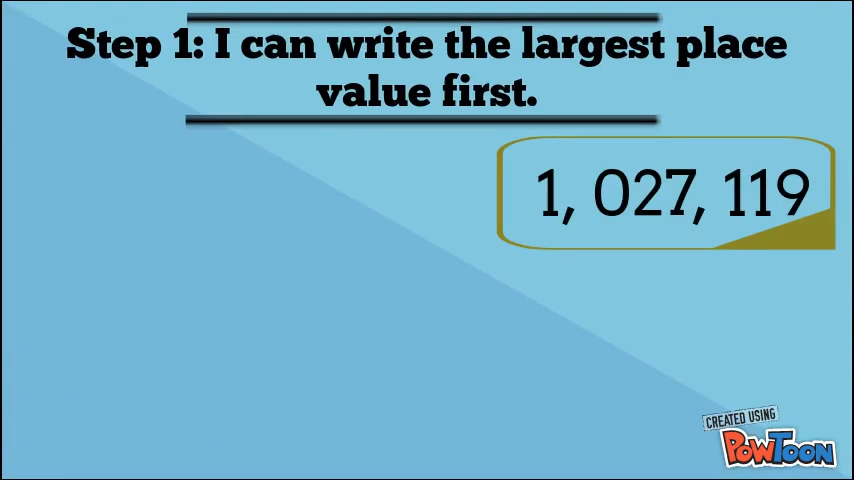 Step 1: I can write the largest place
value first.
1, 027, 119
CREATED USING
POWTOON